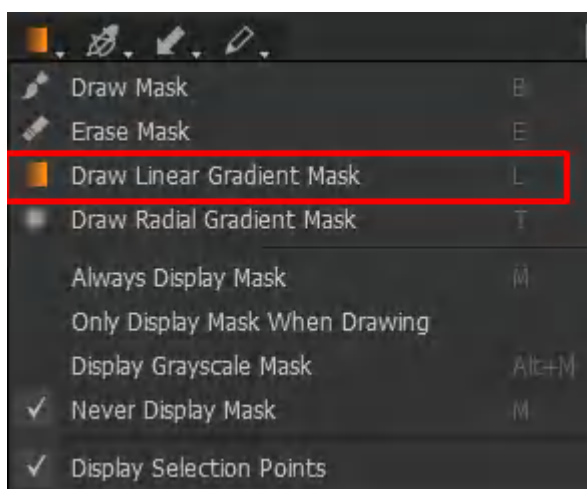 Draw Mask B
Erase Mask E
Draw Linear Gradient Mask L
Draw Radial Gradient Mask T
Always Display Mask M
Only Display Mask When Drawing
Display Grayscale Mask Alt+M
Never Display Mask M
Display Selection Points